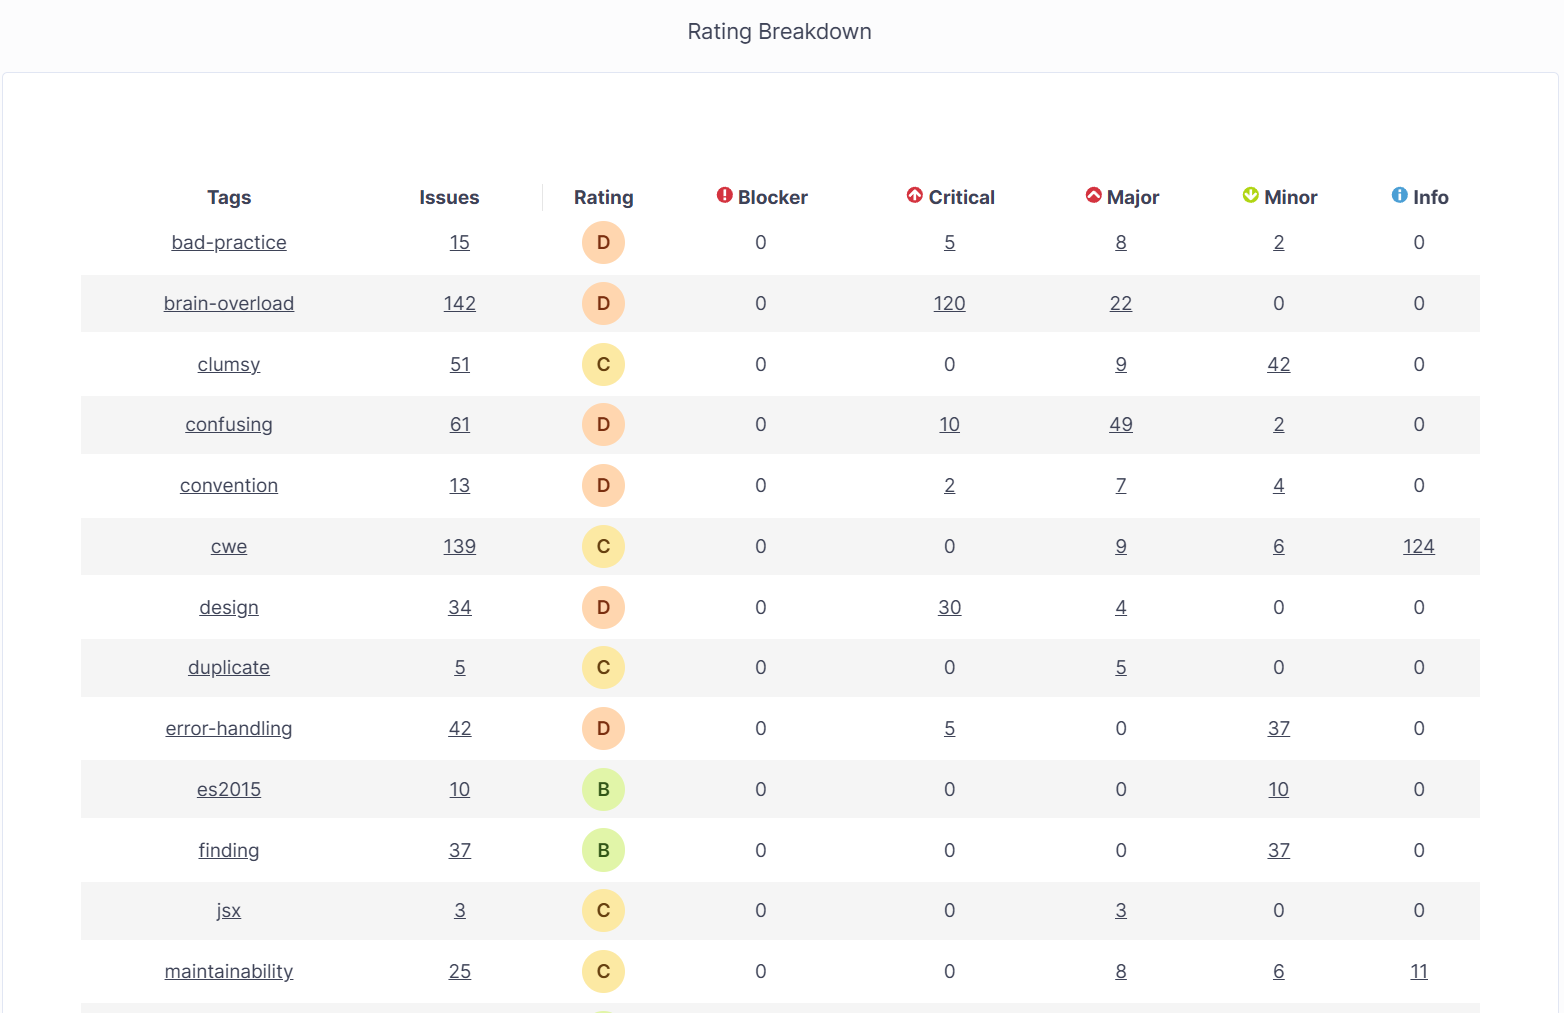 Rating Breakdown
Tags Issues Rating Blocker Critical Major Minor Info
bad-practice 15 D 0 5 8 2 0
brain-overload 142 D 0 120 22 0 0
clumsy 51 C 0 0 9 42 0
confusing 61 D 0 10 49 2 0
convention 13 D 0 2 7 4 0
cwe 139 C 0 0 9 6 124
design 34 D 0 30 4 0 0
duplicate 5 C 0 0 5 0 0
error-handling 42 D 0 5 0 37 0
es2015 10 B 0 0 0 10 0
finding 37 B 0 0 0 37 0
jsx 3 C 0 0 3 0 0
maintainability 25 C 0 0 8 6 11